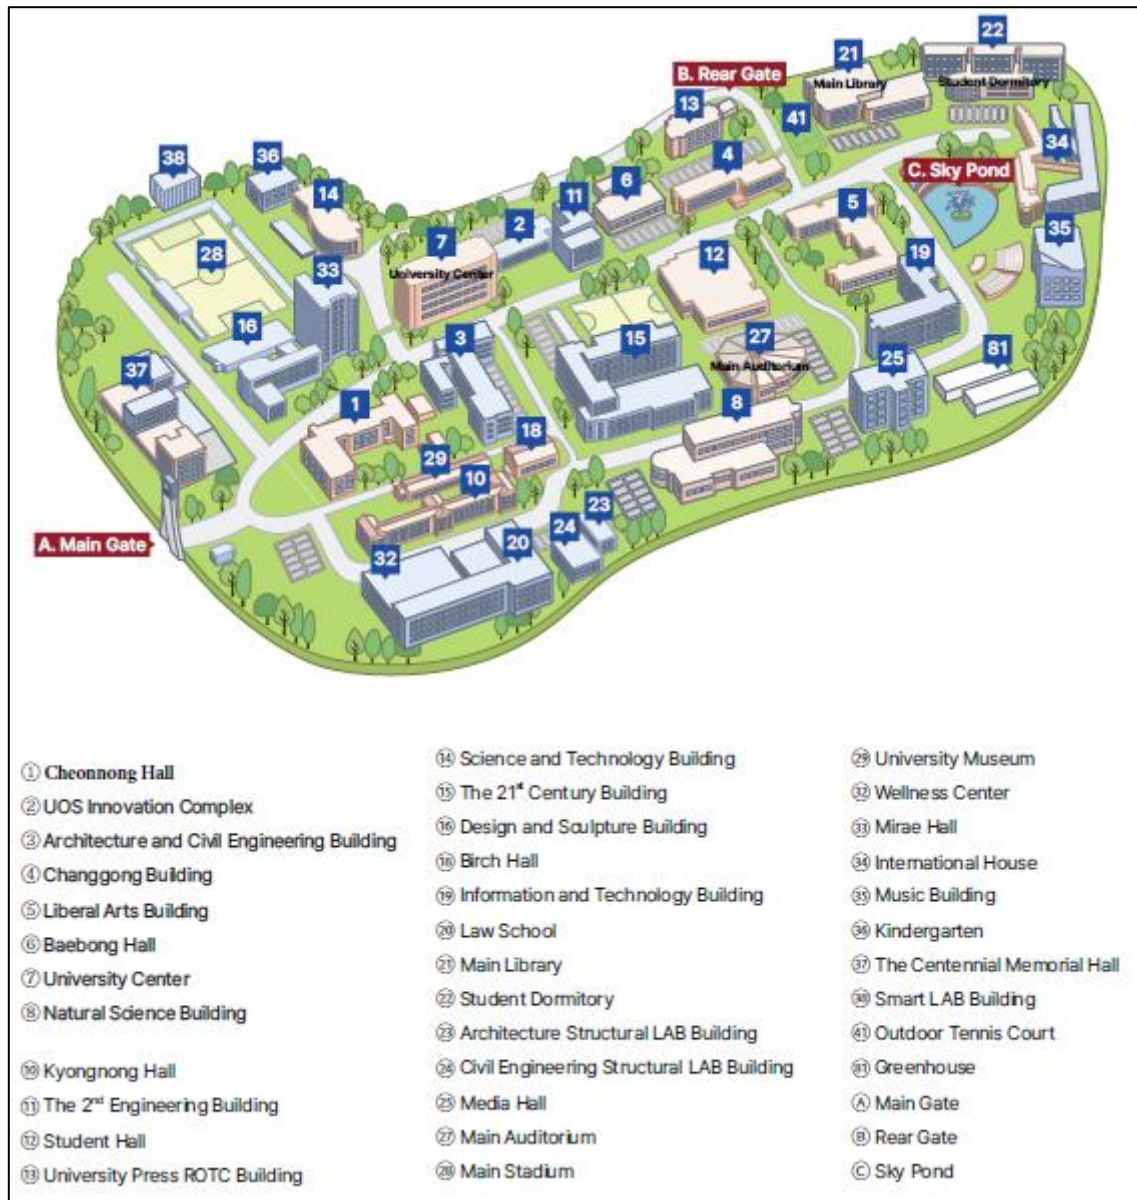 22
21
Main Library
Student Dormitory
B. Rear Gate
13
41
38
36
4
34
C. Sky Pond
14
6
11
5
2
35
7
28
University Center
12
19
33
16
3
15
27
Main Auditorium
25
81
37
1
8
18
29
10
23
24
A. Main Gate
20
32
① Cheonnong Hall
② UOS Innovation Complex
③ Architecture and Civil Engineering Building
④ Changgong Building
⑤ Liberal Arts Building
⑥ Baebong Hall
⑦ University Center
⑧ Natural Science Building
⑩ Kyongnong Hall
⑪ The 2nd Engineering Building
⑫ Student Hall
⑬ University Press ROTC Building
⑭ Science and Technology Building
⑮ The 21st Century Building
⑯ Design and Sculpture Building
⑱ Birch Hall
⑲ Information and Technology Building
⑳ Law School
㉑ Main Library
㉒ Student Dormitory
㉓ Architecture Structural LAB Building
㉔ Civil Engineering Structural LAB Building
㉕ Media Hall
㉗ Main Auditorium
㉘ Main Stadium
㉙ University Museum
㉜ Wellness Center
㉝ Mirae Hall
㉞ International House
㉟ Music Building
㊱ Kindergarten
㊲ The Centennial Memorial Hall
㊳ Smart LAB Building
㊶ Outdoor Tennis Court
81 Greenhouse
Ⓐ Main Gate
Ⓑ Rear Gate
Ⓒ Sky Pond